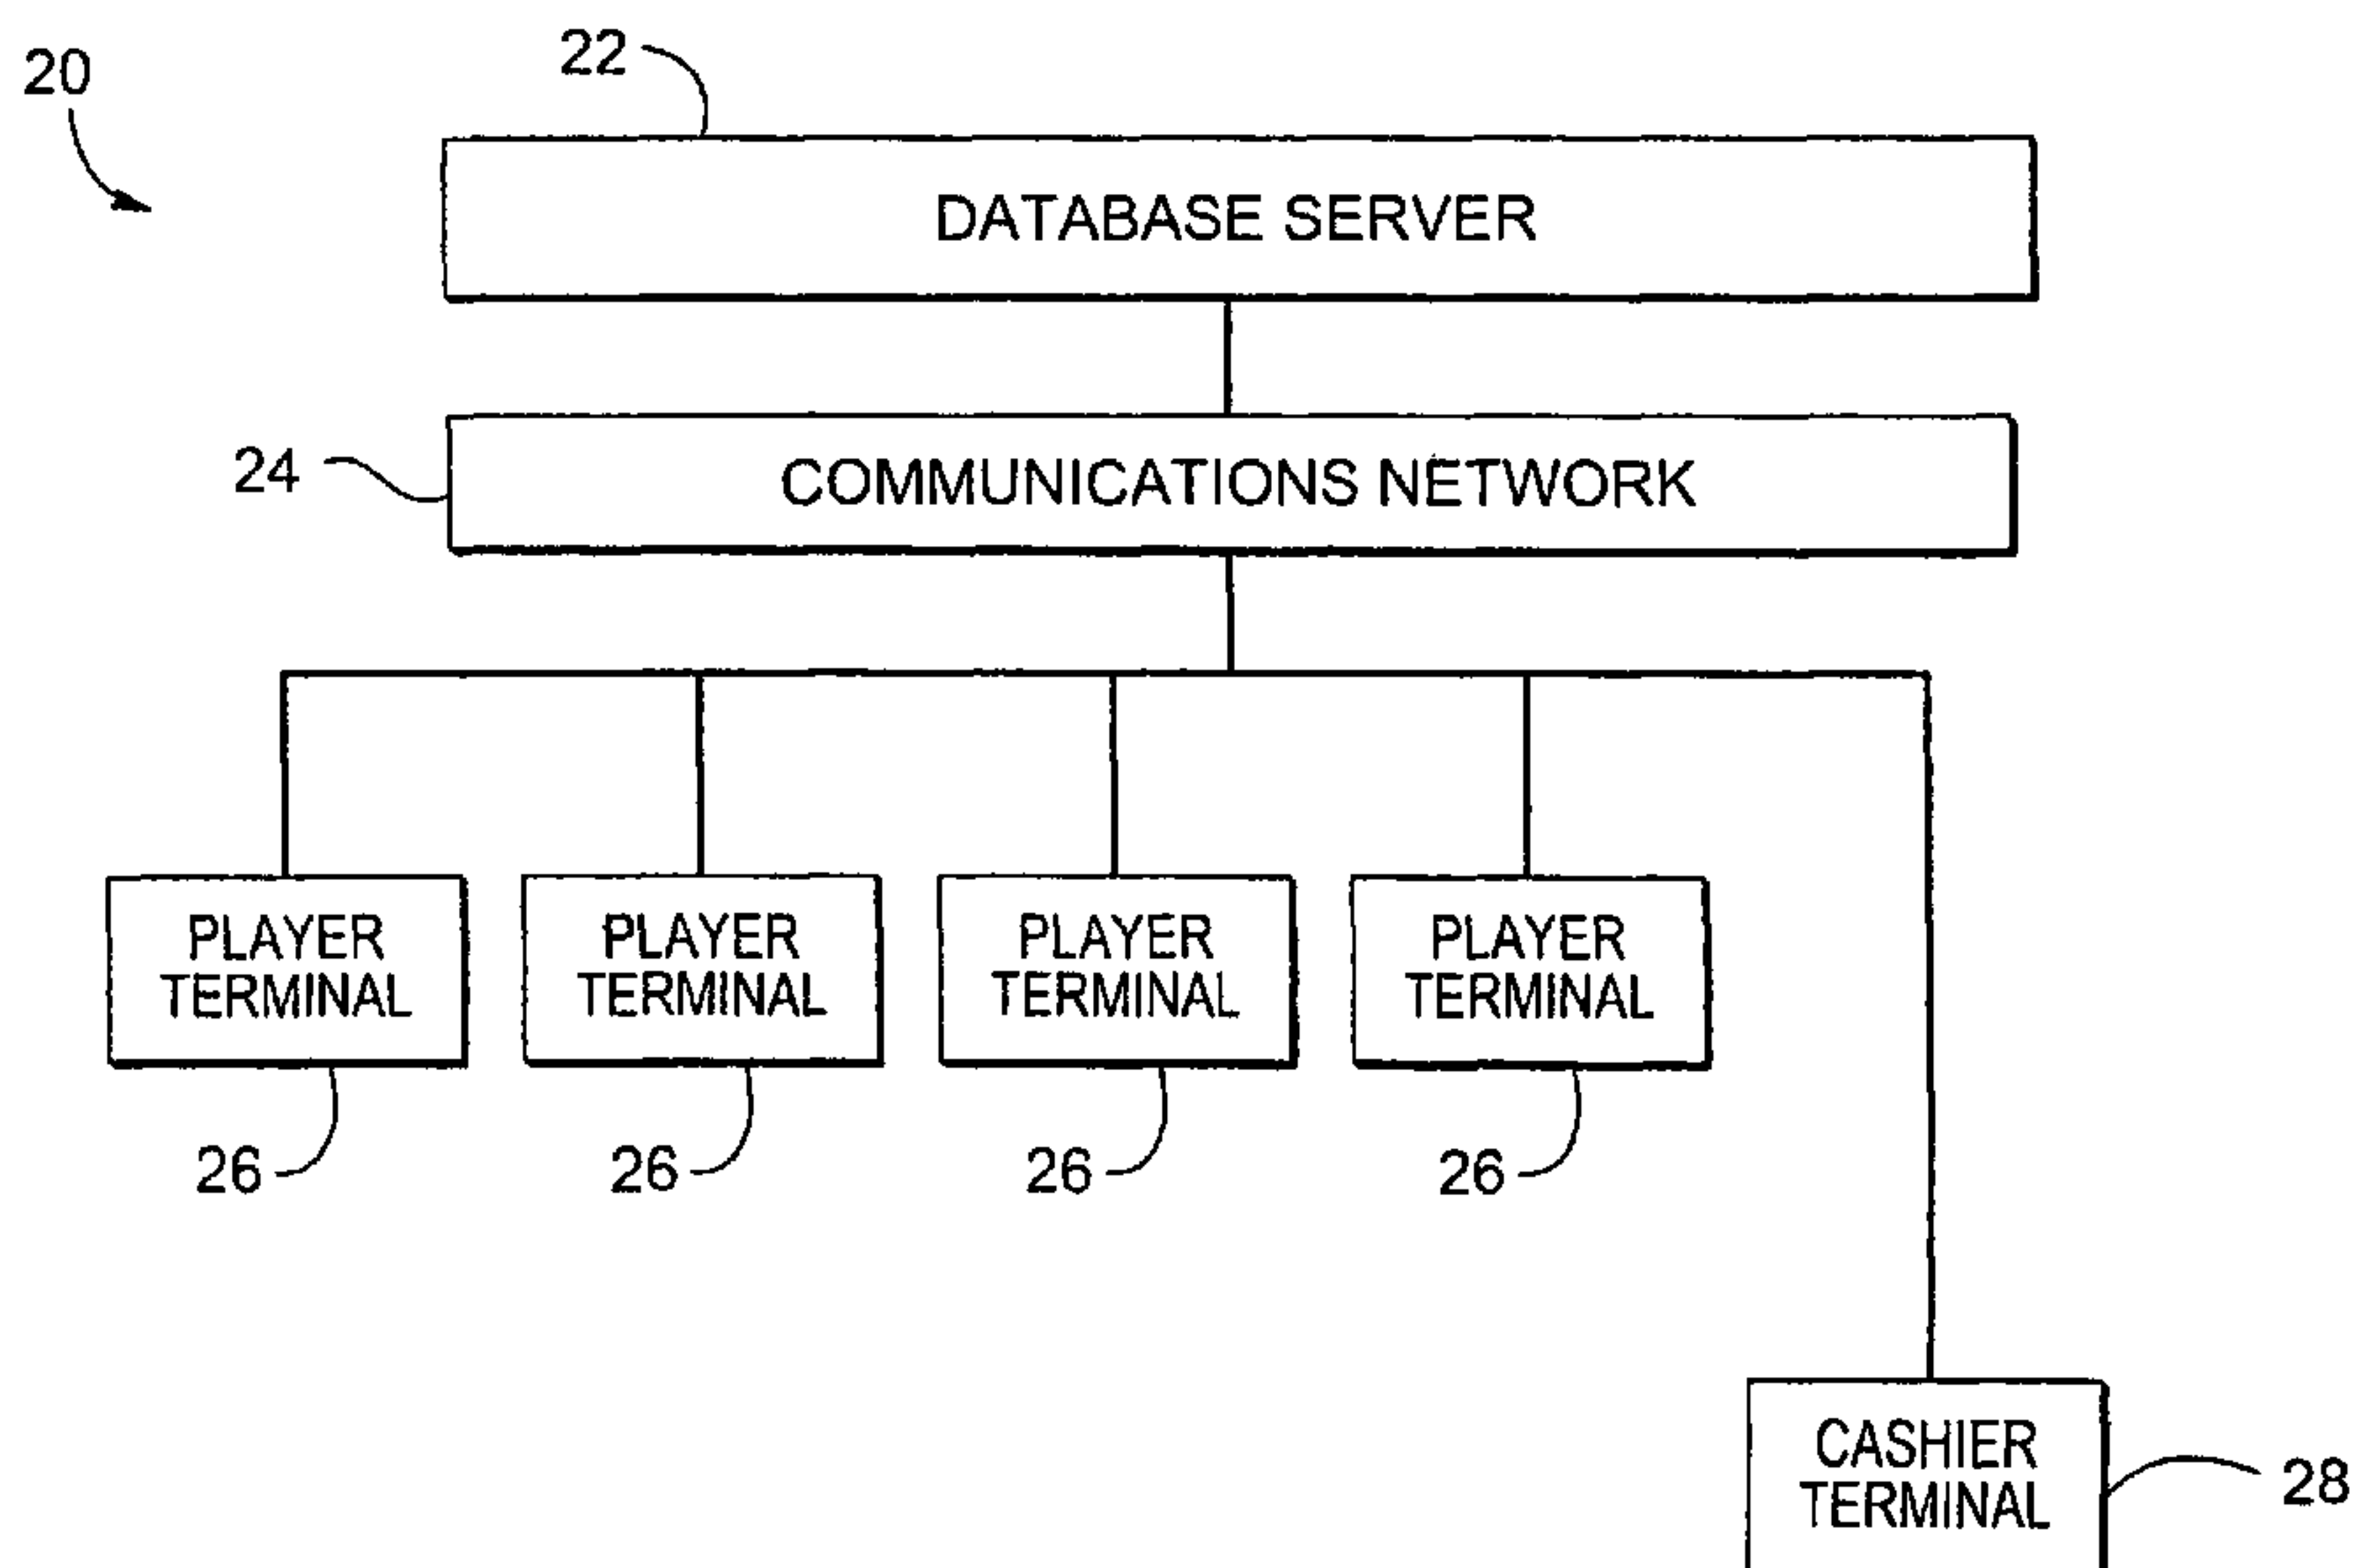 20
22
DATABASE SERVER
24
COMMUNICATIONS NETWORK
PLAYER
TERMINAL
PLAYER
TERMINAL
PLAYER
TERMINAL
PLAYER
TERMINAL
26
26
26
26
CASHIER
TERMINAL
28